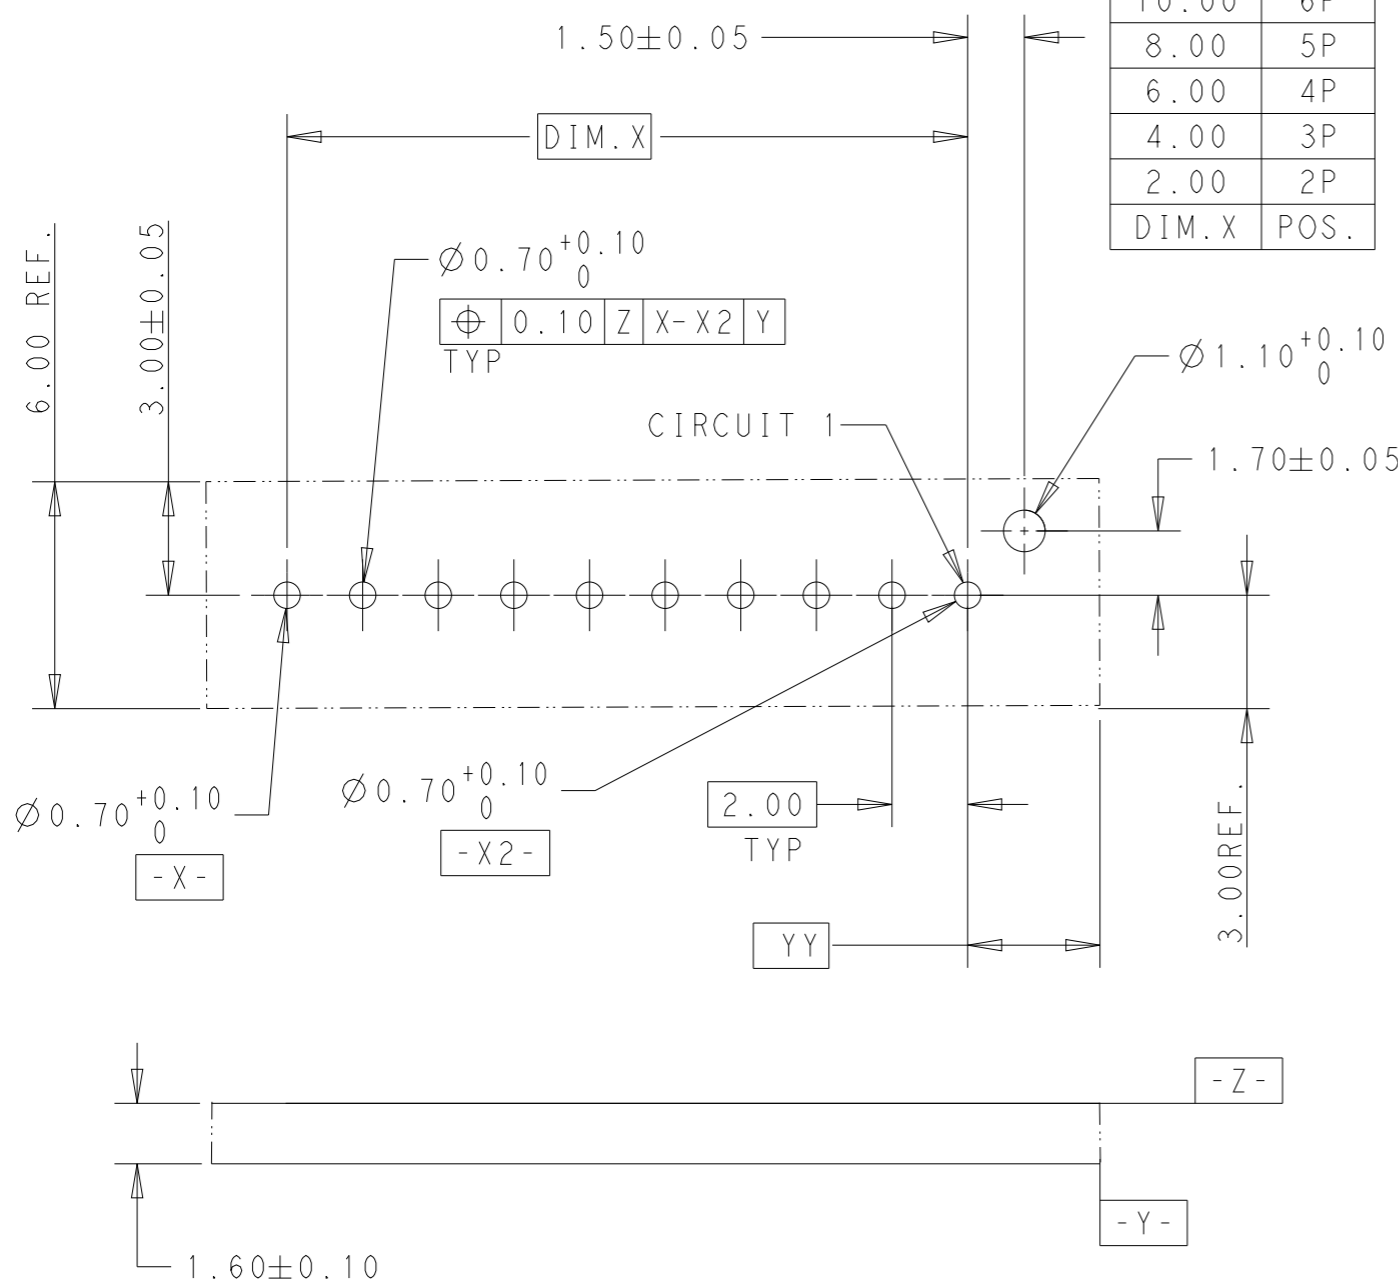 10.00 6P
1.50±0.05
8.00 5P
6.00 4P
DIM.X
4.00 3P
2.00 2P
DIM.X POS.
6.00 REF.
3.00±0.05
Ø0.70 +0.10 0
⌖ 0.10 Z X-X2 Y
TYP
Ø1.10 +0.10 0
CIRCUIT 1
1.70±0.05
Ø0.70 +0.10 0
-X-
Ø0.70 +0.10 0
-X2-
2.00
TYP
3.00REF.
YY
-Z-
-Y-
1.60±0.10